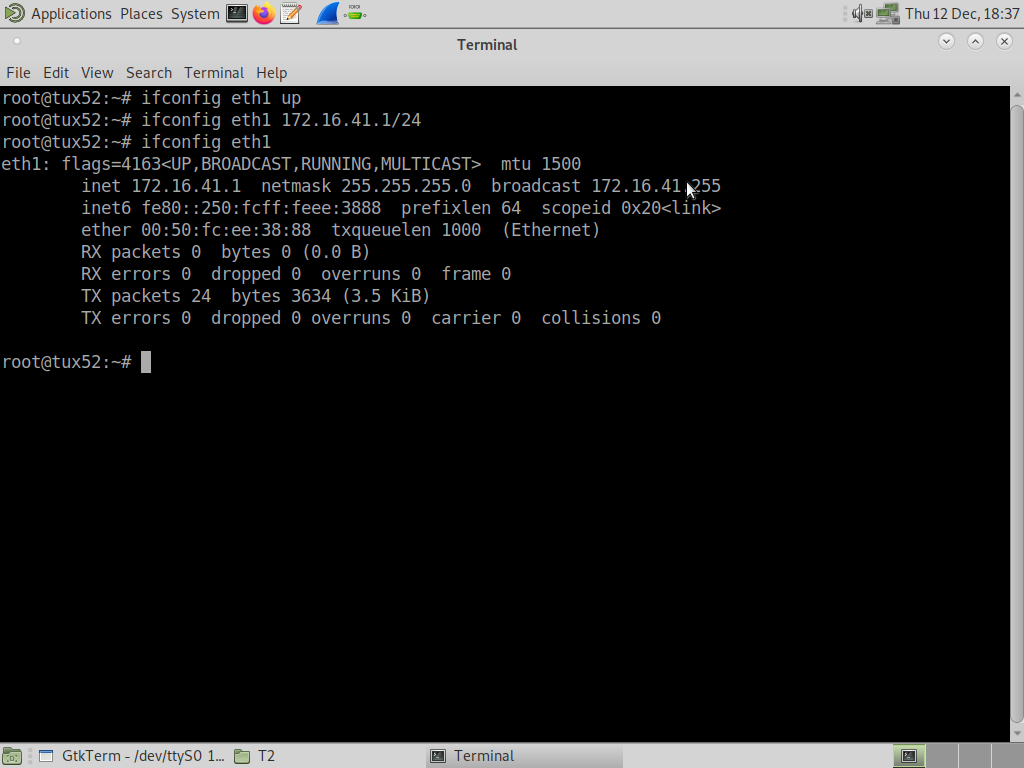 Applications Places System Thu 12 Dec, 18:37
Terminal
File Edit View Search Terminal Help
root@tux52:~# ifconfig eth1 up
root@tux52:~# ifconfig eth1 172.16.41.1/24
root@tux52:~# ifconfig eth1
eth1: flags=4163<UP,BROADCAST,RUNNING,MULTICAST>  mtu 1500
        inet 172.16.41.1  netmask 255.255.255.0  broadcast 172.16.41.255
        inet6 fe80::250:fcff:feee:3888  prefixlen 64  scopeid 0x20<link>
        ether 00:50:fc:ee:38:88  txqueuelen 1000  (Ethernet)
        RX packets 0  bytes 0 (0.0 B)
        RX errors 0  dropped 0  overruns 0  frame 0
        TX packets 24  bytes 3634 (3.5 KiB)
        TX errors 0  dropped 0 overruns 0  carrier 0  collisions 0
root@tux52:~#
GtkTerm - /dev/ttyS0 1... T2 Terminal